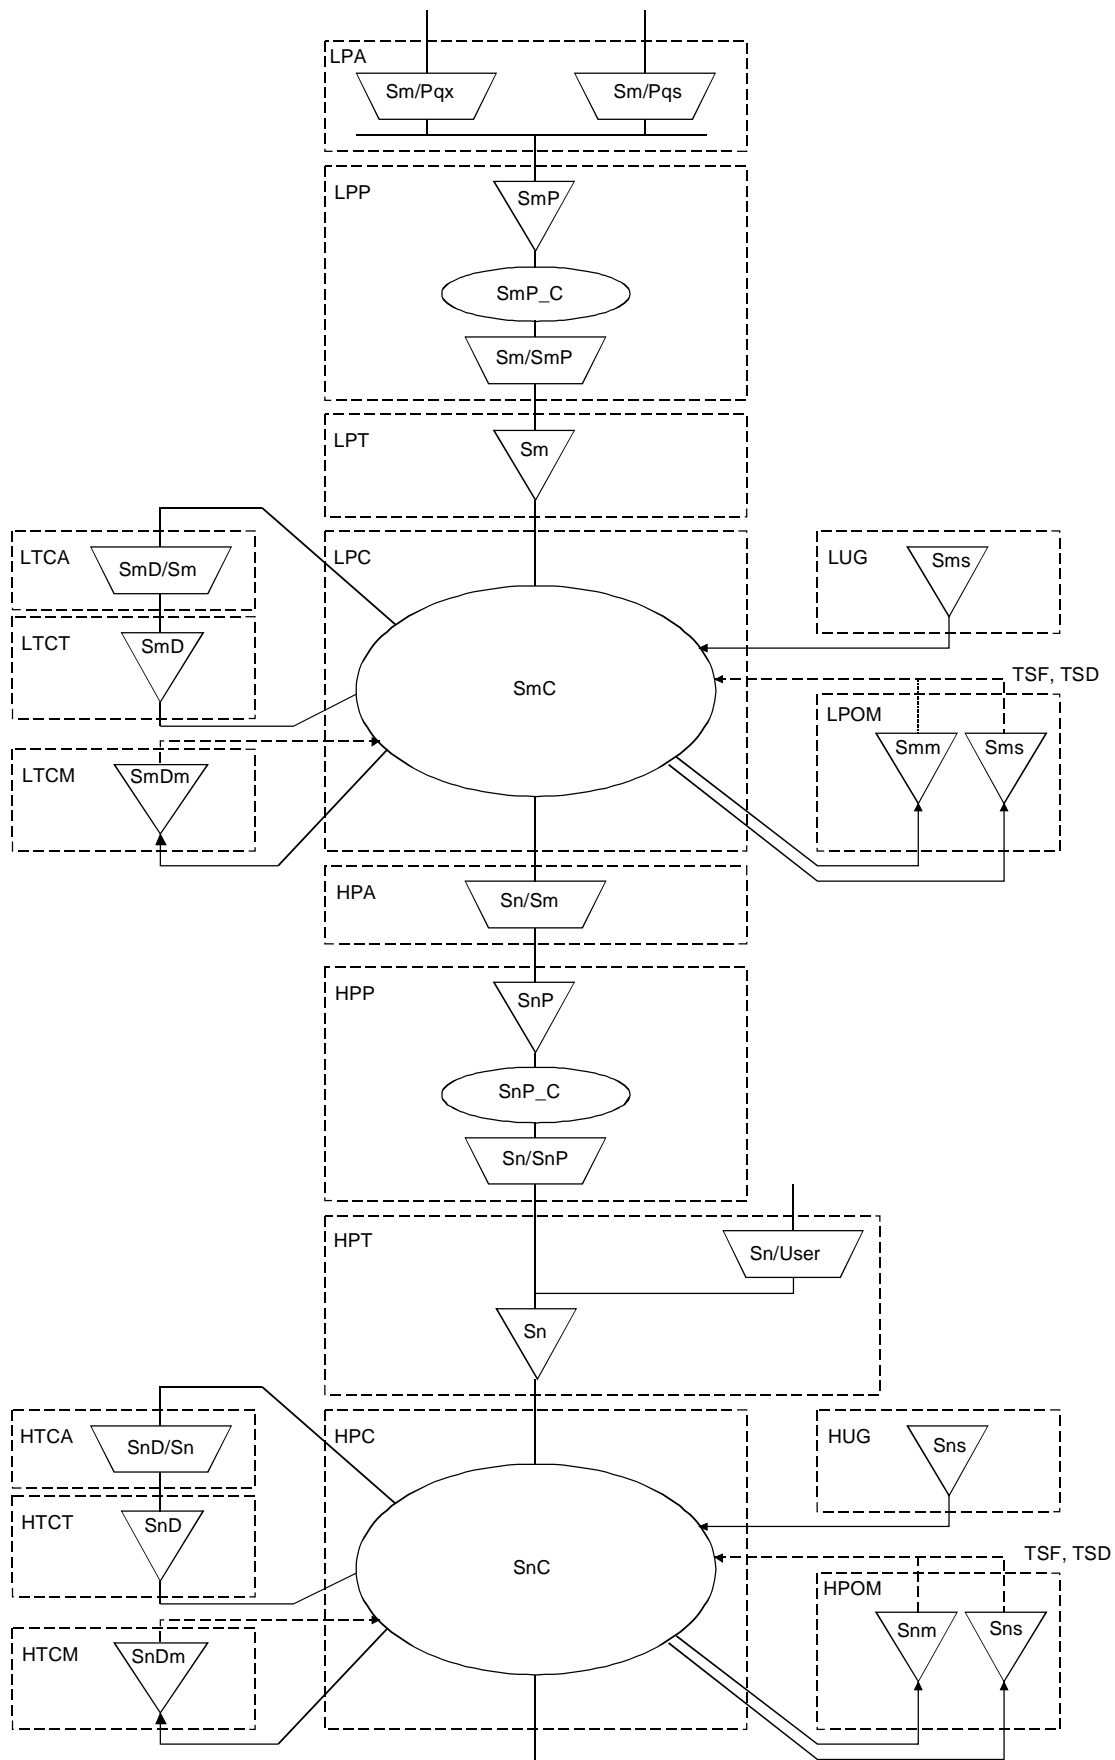 LPA
Sm/Pqx
Sm/Pqs
LPP
SmP
SmP_C
Sm/SmP
LPT
Sm
LTCA
SmD/Sm
LPC
LUG
Sms
LTCT
SmD
SmC
TSF, TSD
LPOM
Smm
Sms
LTCM
SmDm
HPA
Sn/Sm
HPP
SnP
SnP_C
Sn/SnP
HPT
Sn/User
Sn
HTCA
SnD/Sn
HPC
HUG
Sns
HTCT
SnD
SnC
TSF, TSD
HPOM
Snm
Sns
HTCM
SnDm